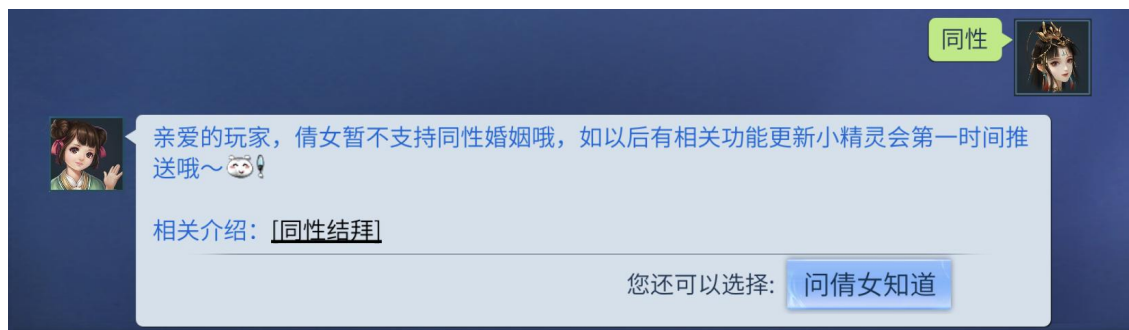 同性
亲爱的玩家，倩女暂不支持同性婚姻哦，如以后有相关功能更新小精灵会第一时间推
送哦～
相关介绍：[同性结拜]
您还可以选择: 问倩女知道